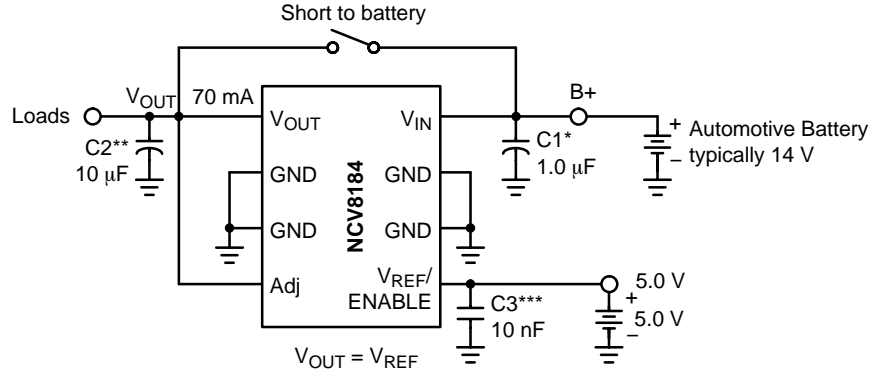 Short to battery
Loads
VOUT
70 mA
C2**
10 μF
VOUT
GND
GND
Adj
NCV8184
VIN
GND
GND
VREF/
ENABLE
B+
C1*
1.0 μF
+
−
Automotive Battery
typically 14 V
C3***
10 nF
5.0 V
+
5.0 V
−
VOUT = VREF